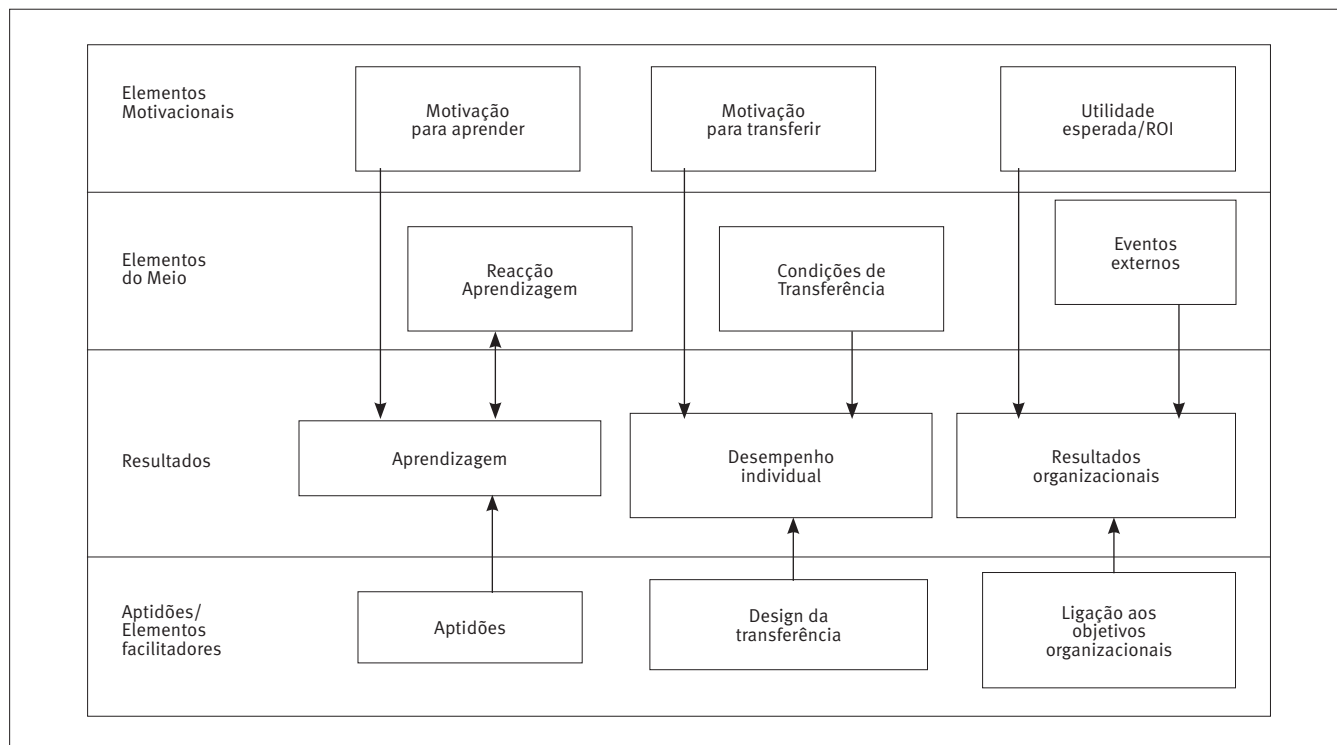 Elementos
Motivacionais
Motivação
para aprender
Motivação
para transferir
Utilidade
esperada/ROI
Elementos
do Meio
Reacção
Aprendizagem
Condições de
Transferência
Eventos
externos
Resultados
Aprendizagem
Desempenho
individual
Resultados
organizacionais
Aptidões/
Elementos
facilitadores
Aptidões
Design da
transferência
Ligação aos
objetivos
organizacionais